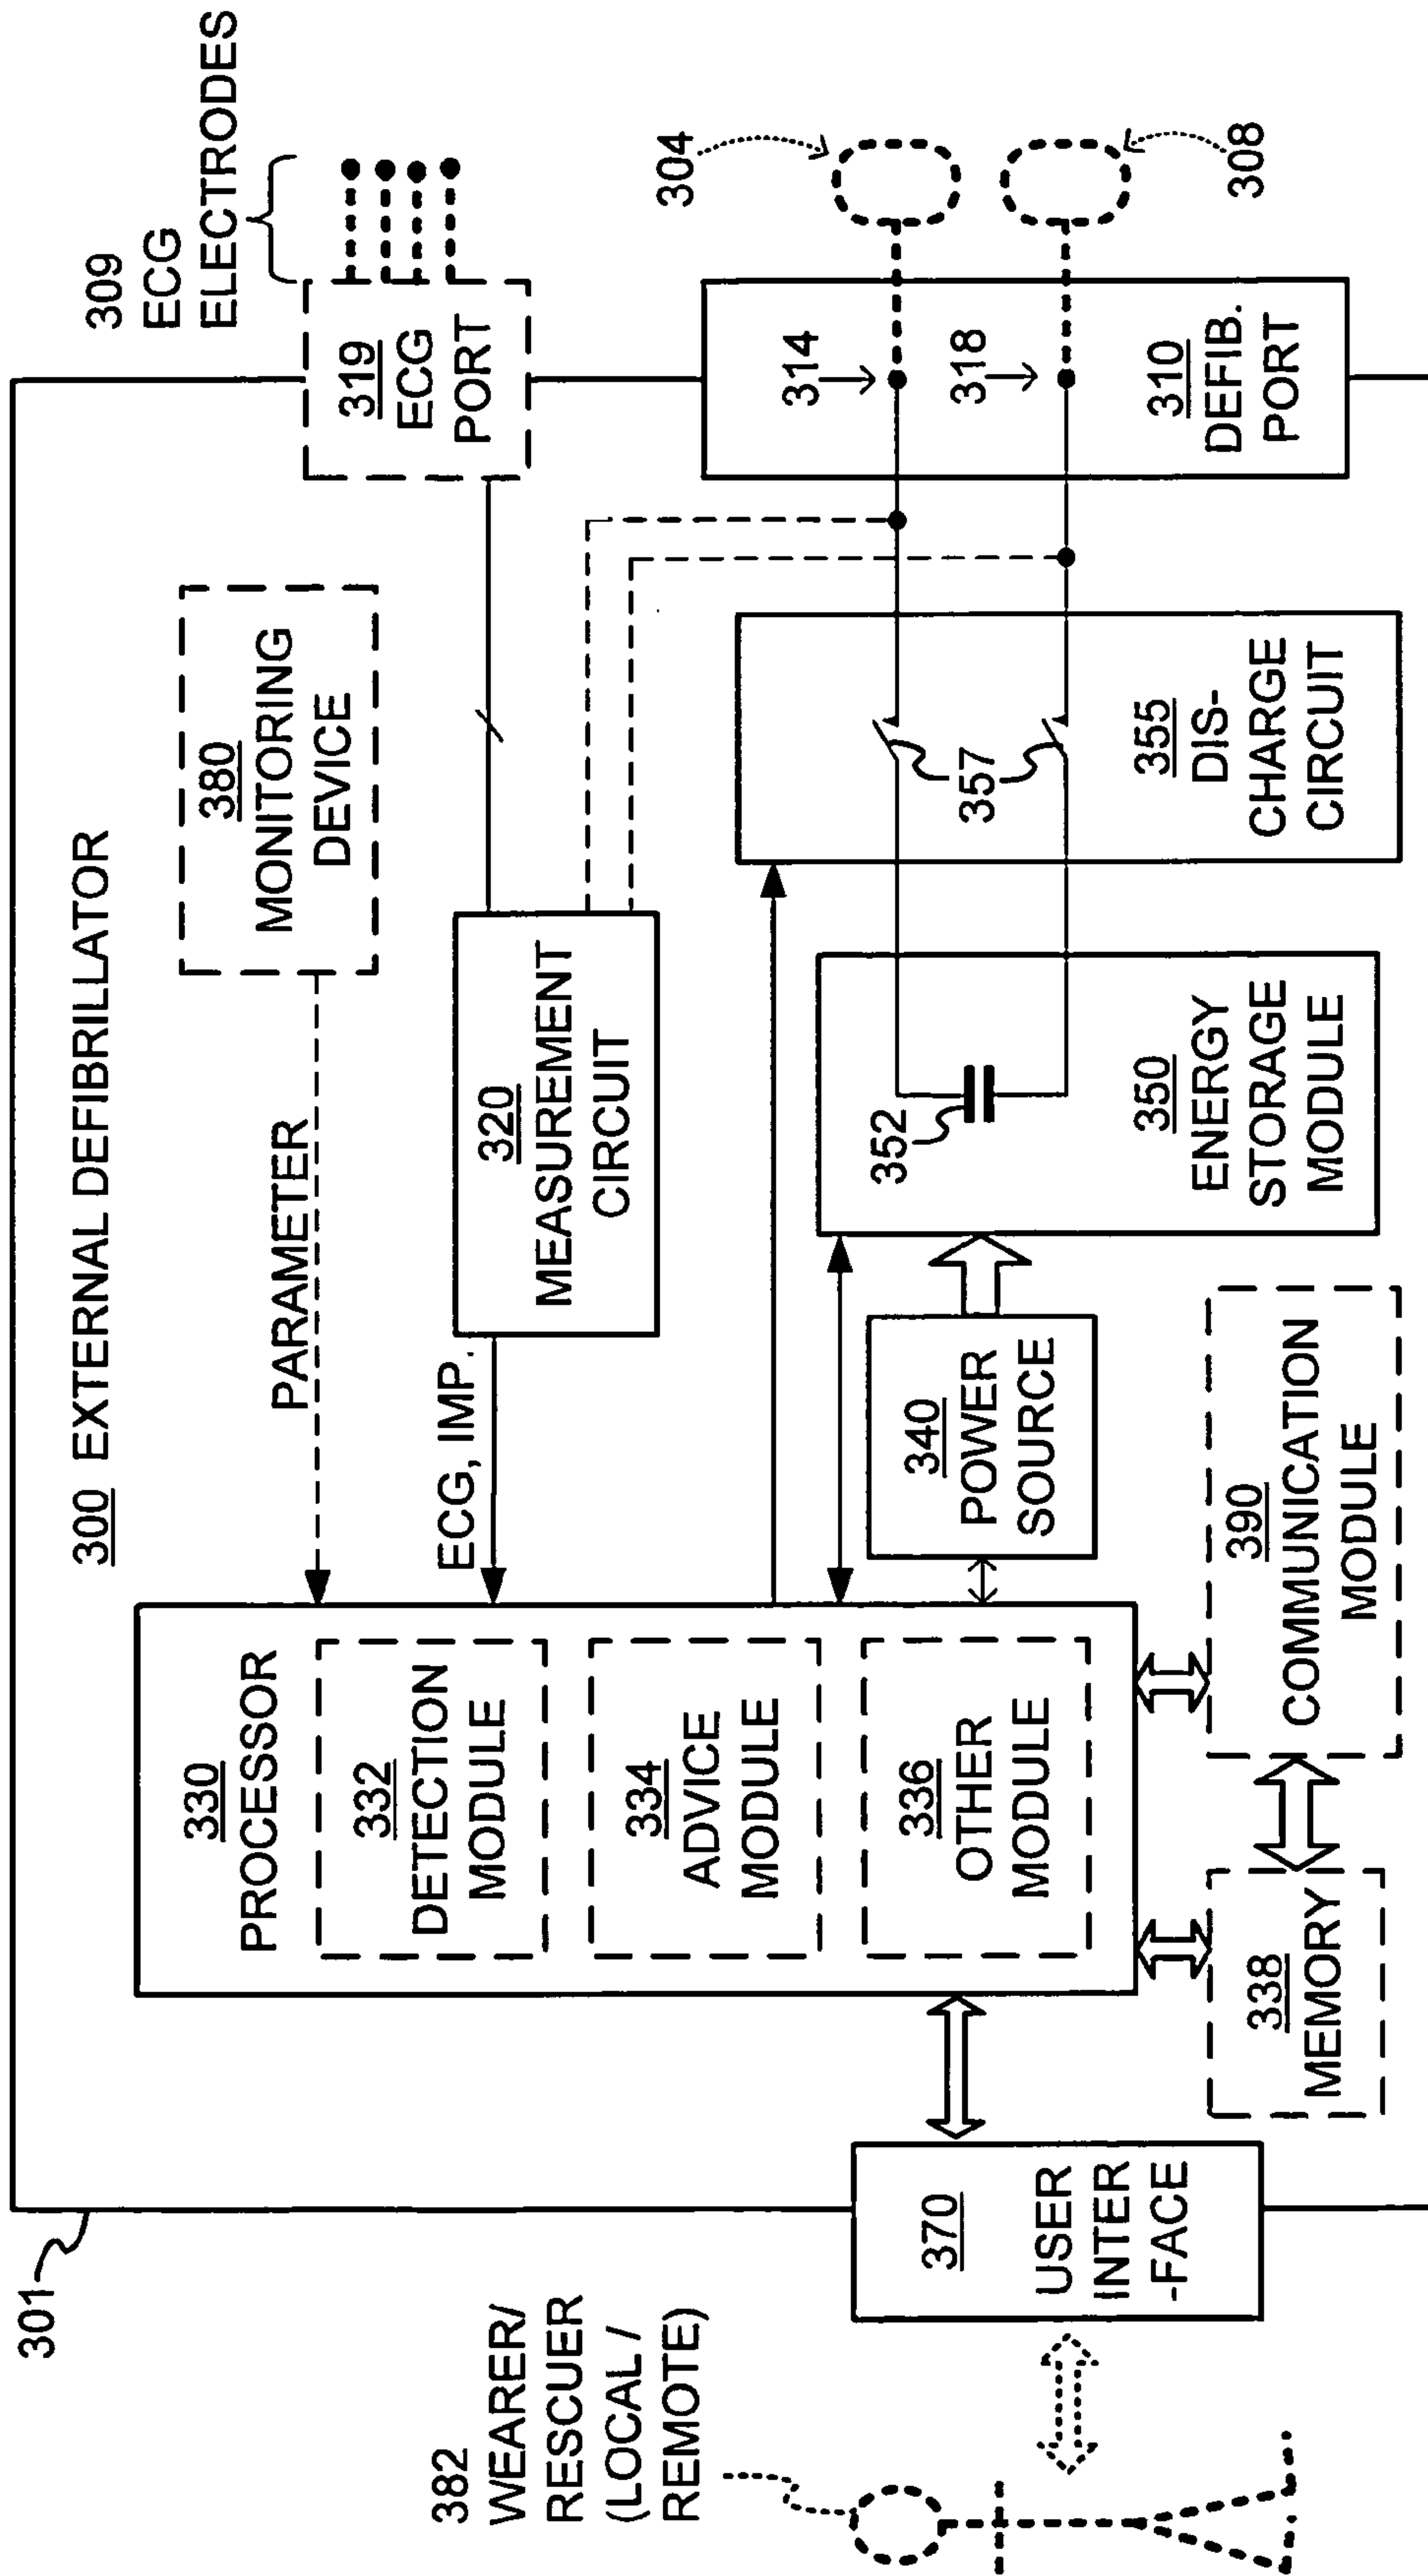 301
300 EXTERNAL DEFIBRILLATOR
309
ECG
ELECTRODES
382
WEARER/
RESCUER
(LOCAL /
REMOTE)
330
PROCESSOR
332
DETECTION
MODULE
334
ADVICE
MODULE
336
OTHER
MODULE
PARAMETER
380
MONITORING
DEVICE
319
ECG
PORT
ECG, IMP.
320
MEASUREMENT
CIRCUIT
304
308
314
318
310
DEFIB.
PORT
370
USER
INTER
-FACE
340
POWER
SOURCE
352
350
ENERGY
STORAGE
MODULE
357
355
DIS-
CHARGE
CIRCUIT
338
MEMORY
390
COMMUNICATION
MODULE